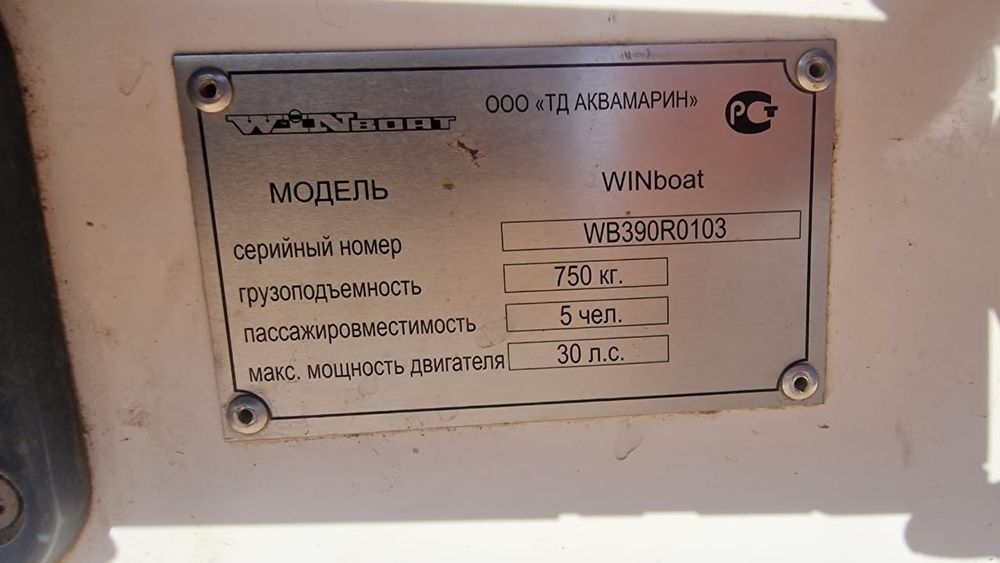 WINBOAT
ООО «ТД АКВАМАРИН»
РСТ
МОДЕЛЬ WINboat
серийный номер WB390R0103
грузоподъемность 750 кг.
пассажировместимость 5 чел.
макс. мощность двигателя 30 л.с.